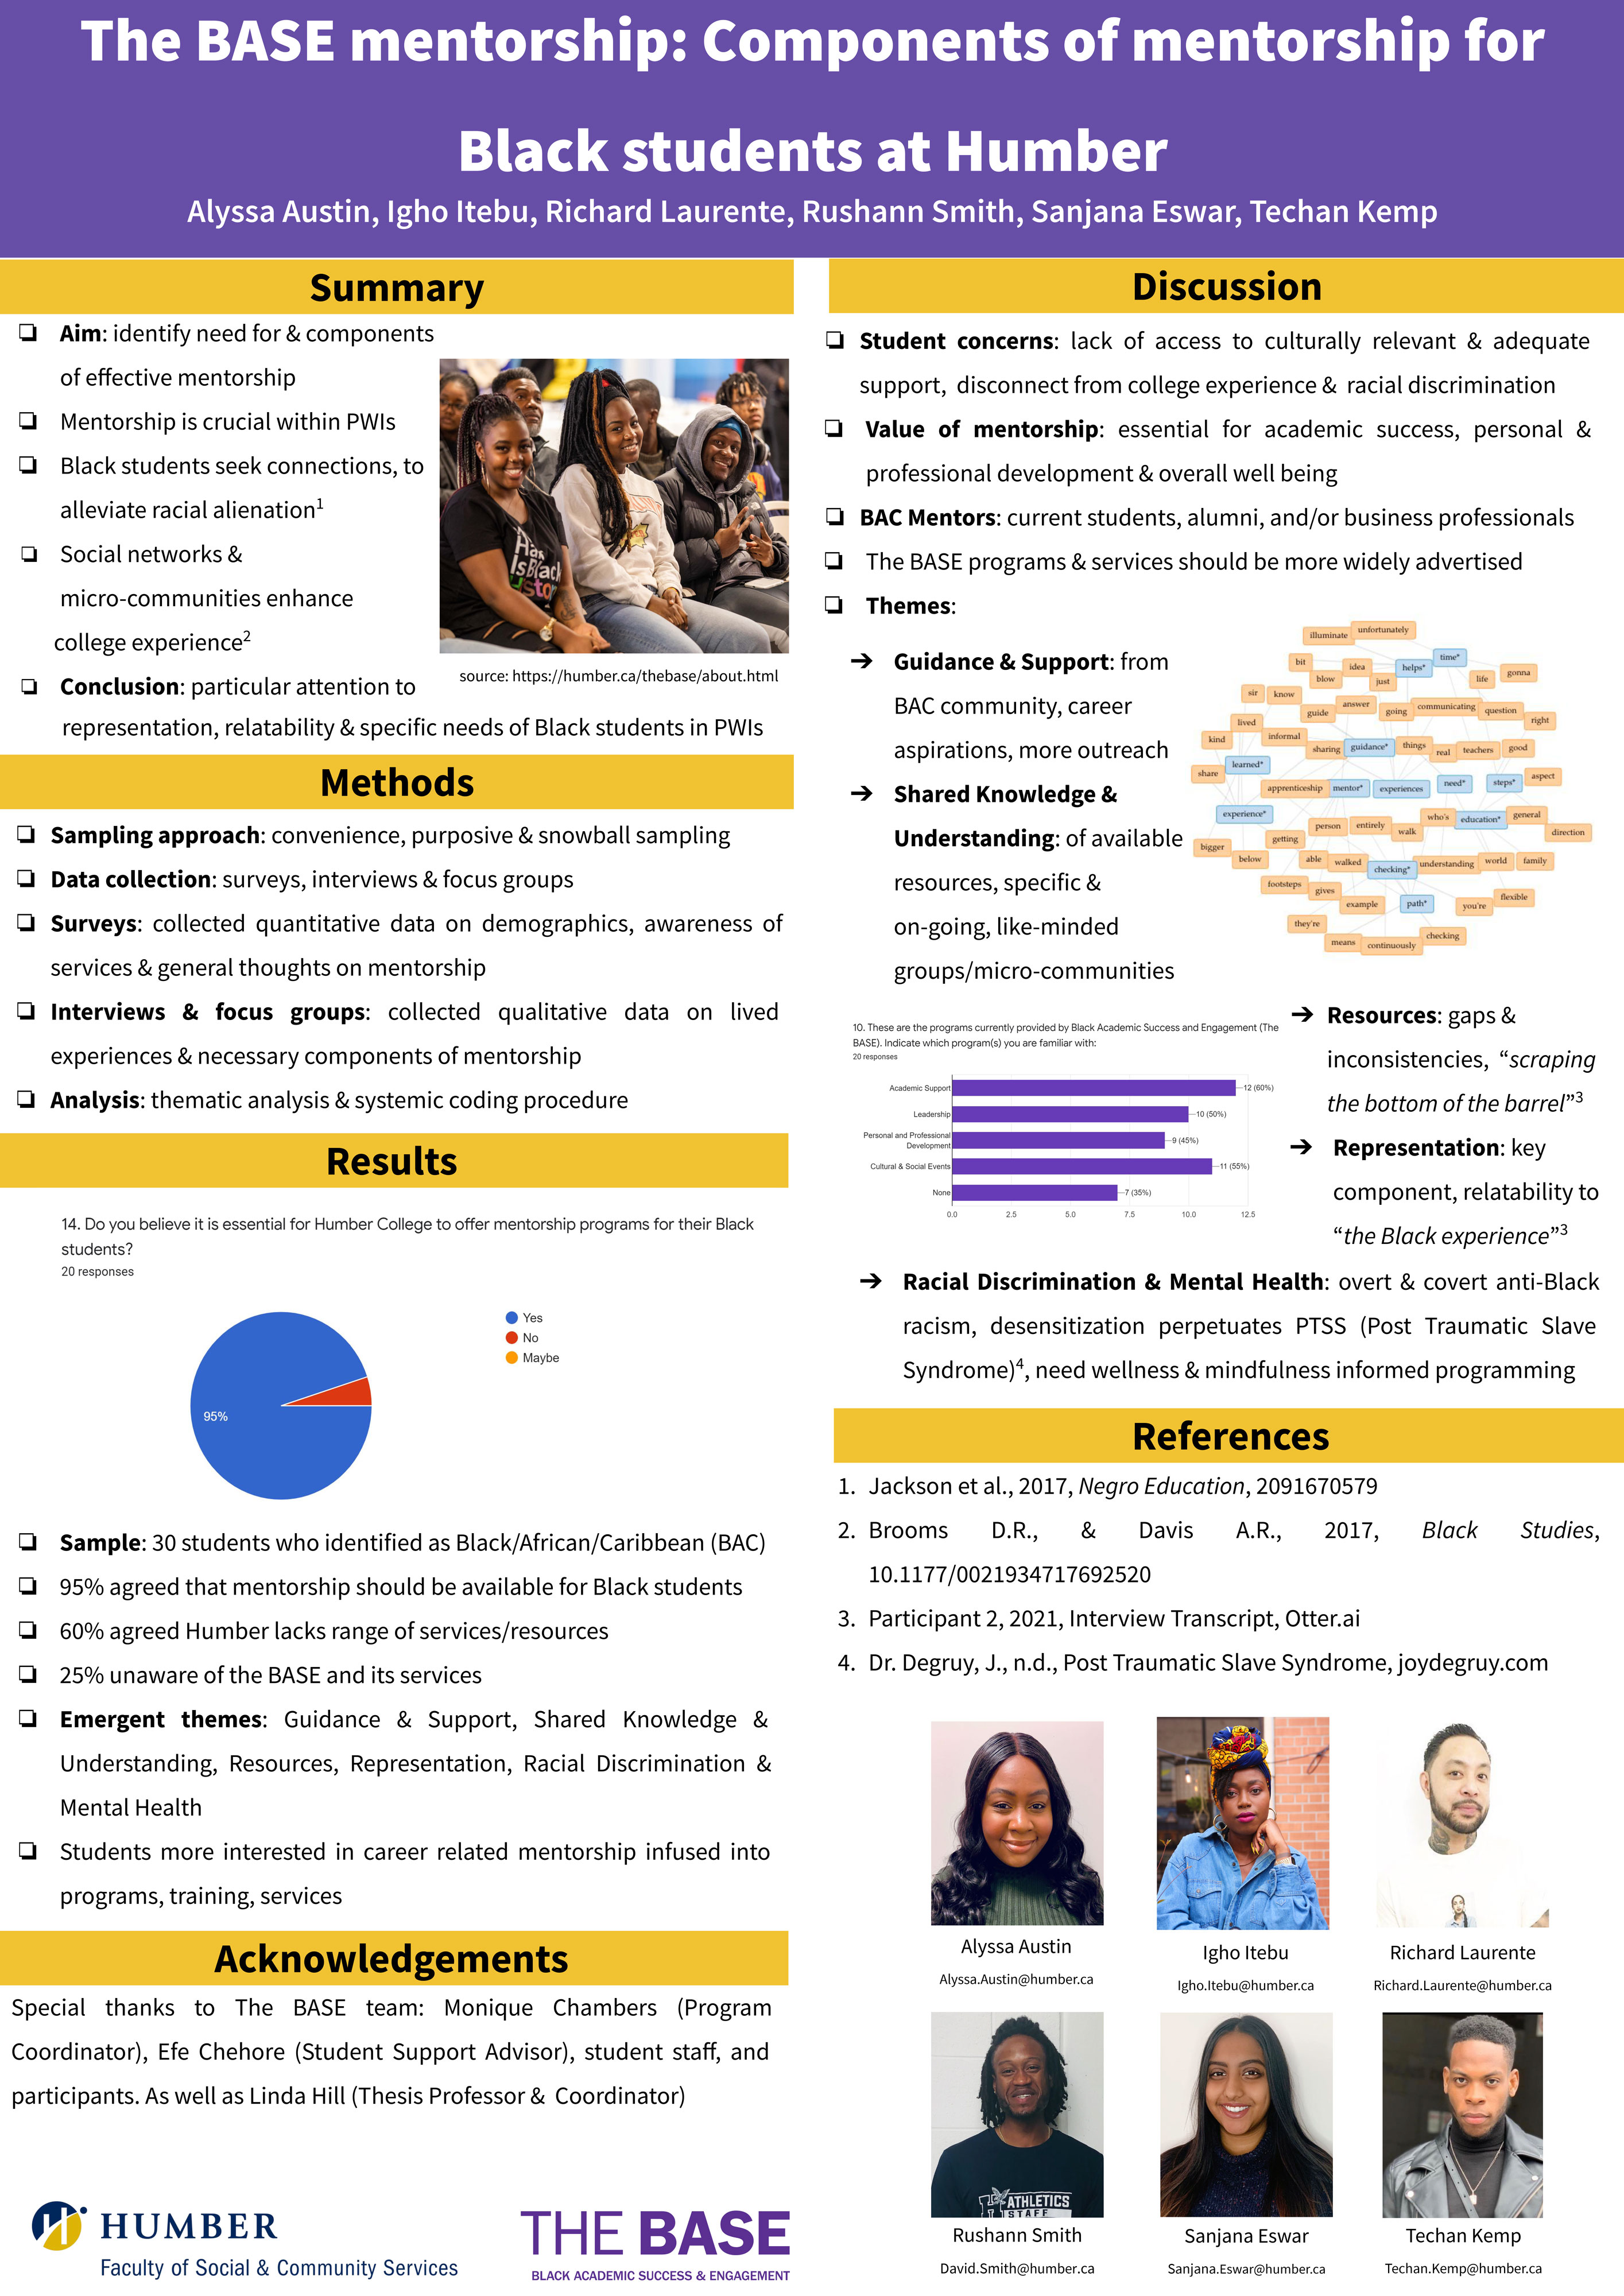 The BASE mentorship: Components of mentorship for
Black students at Humber
Alyssa Austin, Igho Itebu, Richard Laurente, Rushann Smith, Sanjana Eswar, Techan Kemp
Summary
❏ Aim: identify need for & components
of effective mentorship
❏ Mentorship is crucial within PWIs
❏ Black students seek connections, to
alleviate racial alienation1
❏ Social networks &
micro-communities enhance
college experience2
❏ Conclusion: particular attention to
representation, relatability & specific needs of Black students in PWIs
source: https://humber.ca/thebase/about.html
Methods
❏ Sampling approach: convenience, purposive & snowball sampling
❏ Data collection: surveys, interviews & focus groups
❏ Surveys: collected quantitative data on demographics, awareness of
services & general thoughts on mentorship
❏ Interviews & focus groups: collected qualitative data on lived
experiences & necessary components of mentorship
❏ Analysis: thematic analysis & systemic coding procedure
Results
14. Do you believe it is essential for Humber College to offer mentorship programs for their Black
students?
20 responses
Yes
No
Maybe
95%
❏ Sample: 30 students who identified as Black/African/Caribbean (BAC)
❏ 95% agreed that mentorship should be available for Black students
❏ 60% agreed Humber lacks range of services/resources
❏ 25% unaware of the BASE and its services
❏ Emergent themes: Guidance & Support, Shared Knowledge &
Understanding, Resources, Representation, Racial Discrimination &
Mental Health
❏ Students more interested in career related mentorship infused into
programs, training, services
Acknowledgements
Special thanks to The BASE team: Monique Chambers (Program
Coordinator), Efe Chehore (Student Support Advisor), student staff, and
participants. As well as Linda Hill (Thesis Professor & Coordinator)
HUMBER
Faculty of Social & Community Services
THE BASE
BLACK ACADEMIC SUCCESS & ENGAGEMENT
Discussion
❏ Student concerns: lack of access to culturally relevant & adequate
support, disconnect from college experience & racial discrimination
❏ Value of mentorship: essential for academic success, personal &
professional development & overall well being
❏ BAC Mentors: current students, alumni, and/or business professionals
❏ The BASE programs & services should be more widely advertised
❏ Themes:
➔ Guidance & Support: from
BAC community, career
aspirations, more outreach
➔ Shared Knowledge &
Understanding: of available
resources, specific &
on-going, like-minded
groups/micro-communities
illuminate unfortunately
bit idea helps* time*
blow just life gonna
sir know
guide answer going communicating question right
lived
kind informal sharing guidance* things real teachers good
share learned*
apprenticeship mentor* experiences need* steps* aspect
experience*
person entirely walk who's education* general direction
getting
bigger below able walked checking* understanding world family
footsteps gives
example path* you're flexible
they're means continuously checking
10. These are the programs currently provided by Black Academic Success and Engagement (The
BASE). Indicate which program(s) you are familiar with:
20 responses
Academic Support 12 (60%)
Leadership 10 (50%)
Personal and Professional
Development 9 (45%)
Cultural & Social Events 11 (55%)
None 7 (35%)
0.0 2.5 5.0 7.5 10.0 12.5
➔ Resources: gaps &
inconsistencies, “scraping
the bottom of the barrel”3
➔ Representation: key
component, relatability to
“the Black experience”3
➔ Racial Discrimination & Mental Health: overt & covert anti-Black
racism, desensitization perpetuates PTSS (Post Traumatic Slave
Syndrome)4, need wellness & mindfulness informed programming
References
1. Jackson et al., 2017, Negro Education, 2091670579
2. Brooms D.R., & Davis A.R., 2017, Black Studies,
10.1177/0021934717692520
3. Participant 2, 2021, Interview Transcript, Otter.ai
4. Dr. Degruy, J., n.d., Post Traumatic Slave Syndrome, joydegruy.com
Alyssa Austin
Alyssa.Austin@humber.ca
Igho Itebu
Igho.Itebu@humber.ca
Richard Laurente
Richard.Laurente@humber.ca
ATHLETICS
STAFF
Rushann Smith
David.Smith@humber.ca
Sanjana Eswar
Sanjana.Eswar@humber.ca
Techan Kemp
Techan.Kemp@humber.ca